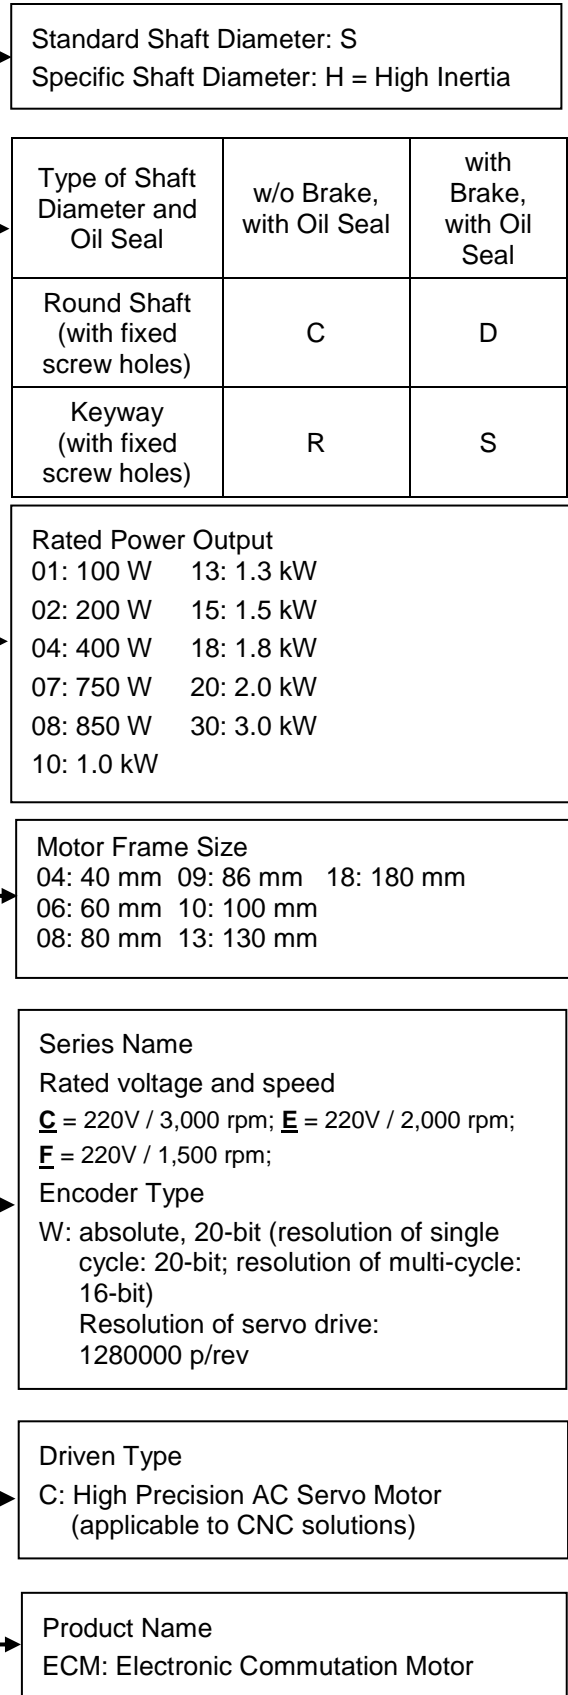 Standard Shaft Diameter: S
Specific Shaft Diameter: H = High Inertia
Type of Shaft
Diameter and
Oil Seal
w/o Brake,
with Oil Seal
with
Brake,
with Oil
Seal
Round Shaft
(with fixed
screw holes)
C
D
Keyway
(with fixed
screw holes)
R
S
Rated Power Output
01: 100 W 13: 1.3 kW
02: 200 W 15: 1.5 kW
04: 400 W 18: 1.8 kW
07: 750 W 20: 2.0 kW
08: 850 W 30: 3.0 kW
10: 1.0 kW
Motor Frame Size
04: 40 mm 09: 86 mm 18: 180 mm
06: 60 mm 10: 100 mm
08: 80 mm 13: 130 mm
Series Name
Rated voltage and speed
C = 220V / 3,000 rpm; E = 220V / 2,000 rpm;
F = 220V / 1,500 rpm;
Encoder Type
W: absolute, 20-bit (resolution of single
cycle: 20-bit; resolution of multi-cycle:
16-bit)
Resolution of servo drive:
1280000 p/rev
Driven Type
C: High Precision AC Servo Motor
(applicable to CNC solutions)
Product Name
ECM: Electronic Commutation Motor